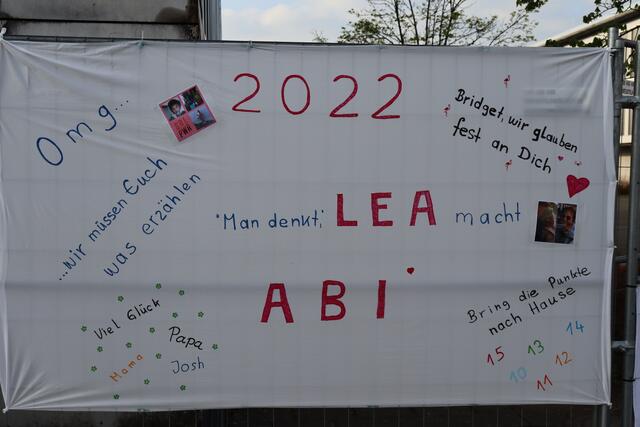 2022
Omg...
...wir müssen Euch
was erzählen
Bridget, wir glauben
fest an Dich
"Man denkt," LEA macht
ABI
Viel Glück
Papa
Mama
Josh
Bring die Punkte
nach Hause
15 13 14
10 11 12